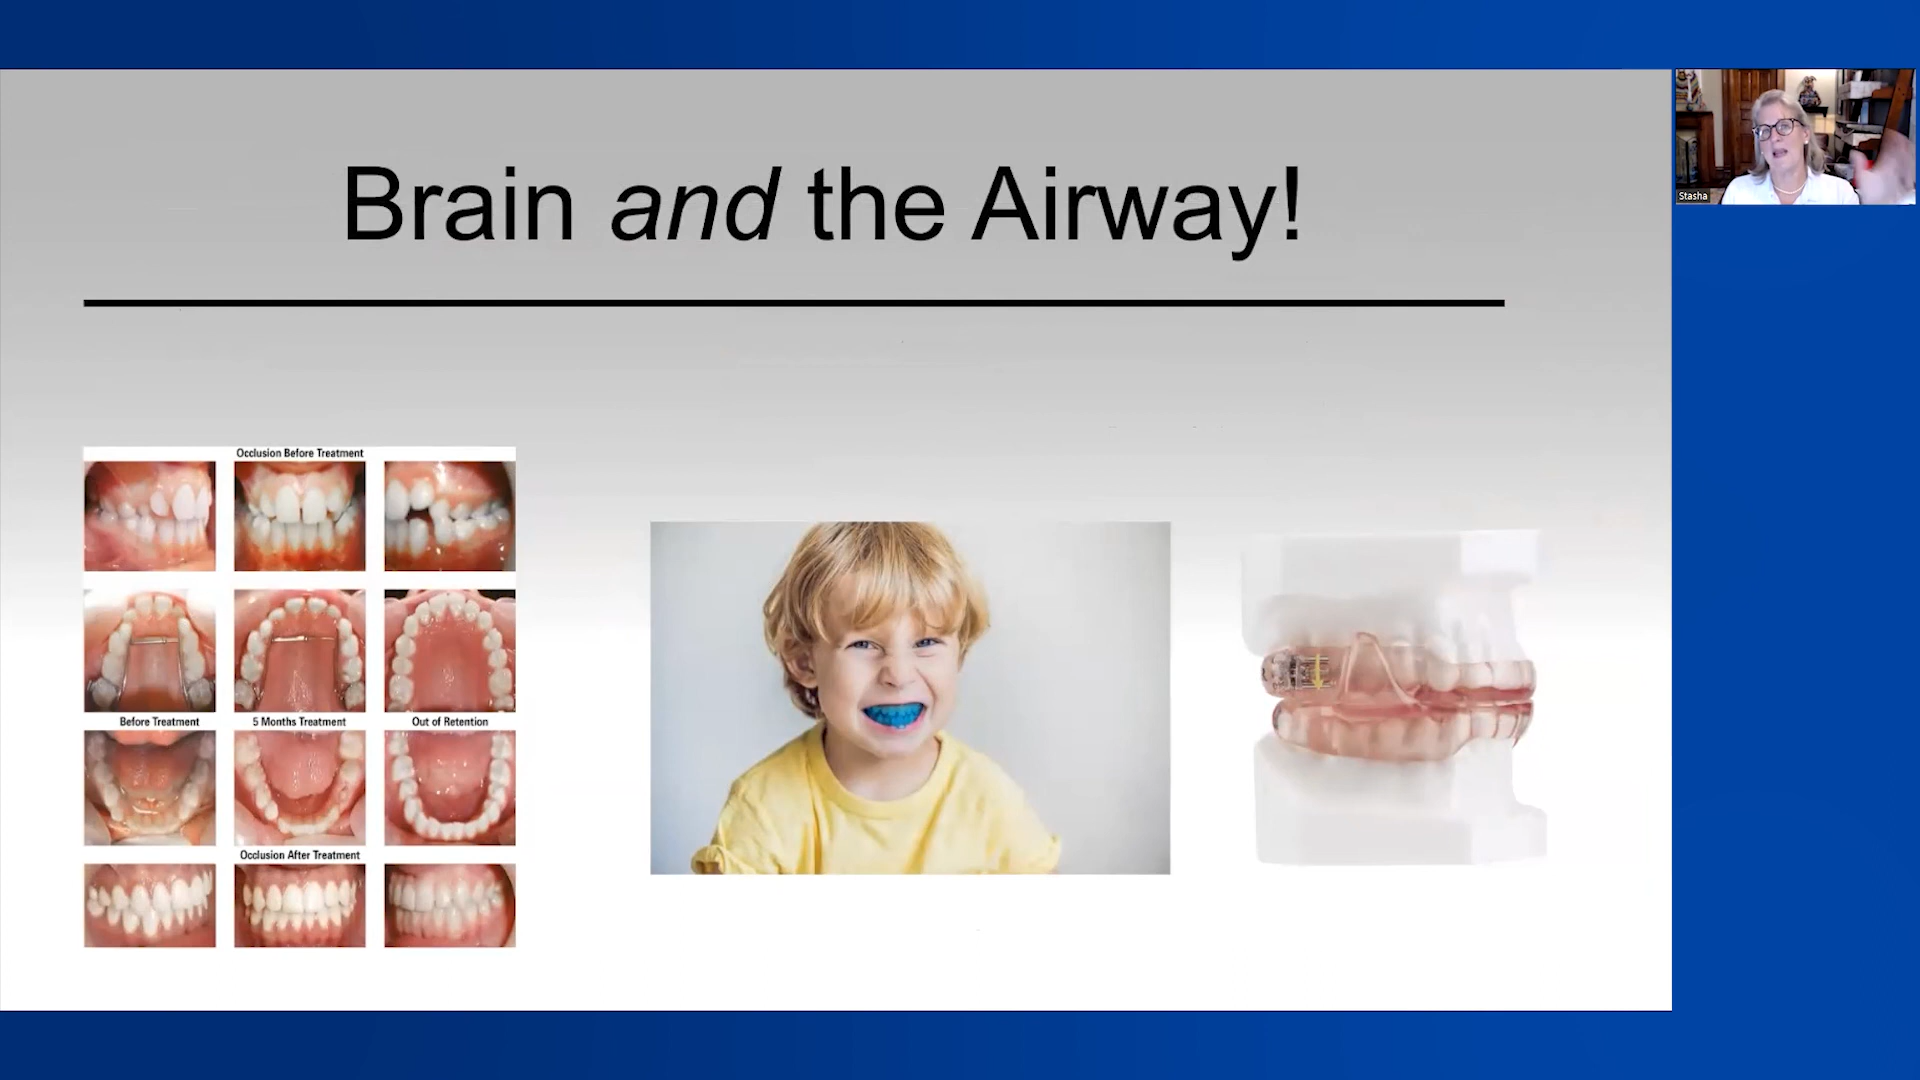 Brain and the Airway!
Stasha
Occlusion Before Treatment
Before Treatment
5 Months Treatment
Out of Retention
Occlusion After Treatment